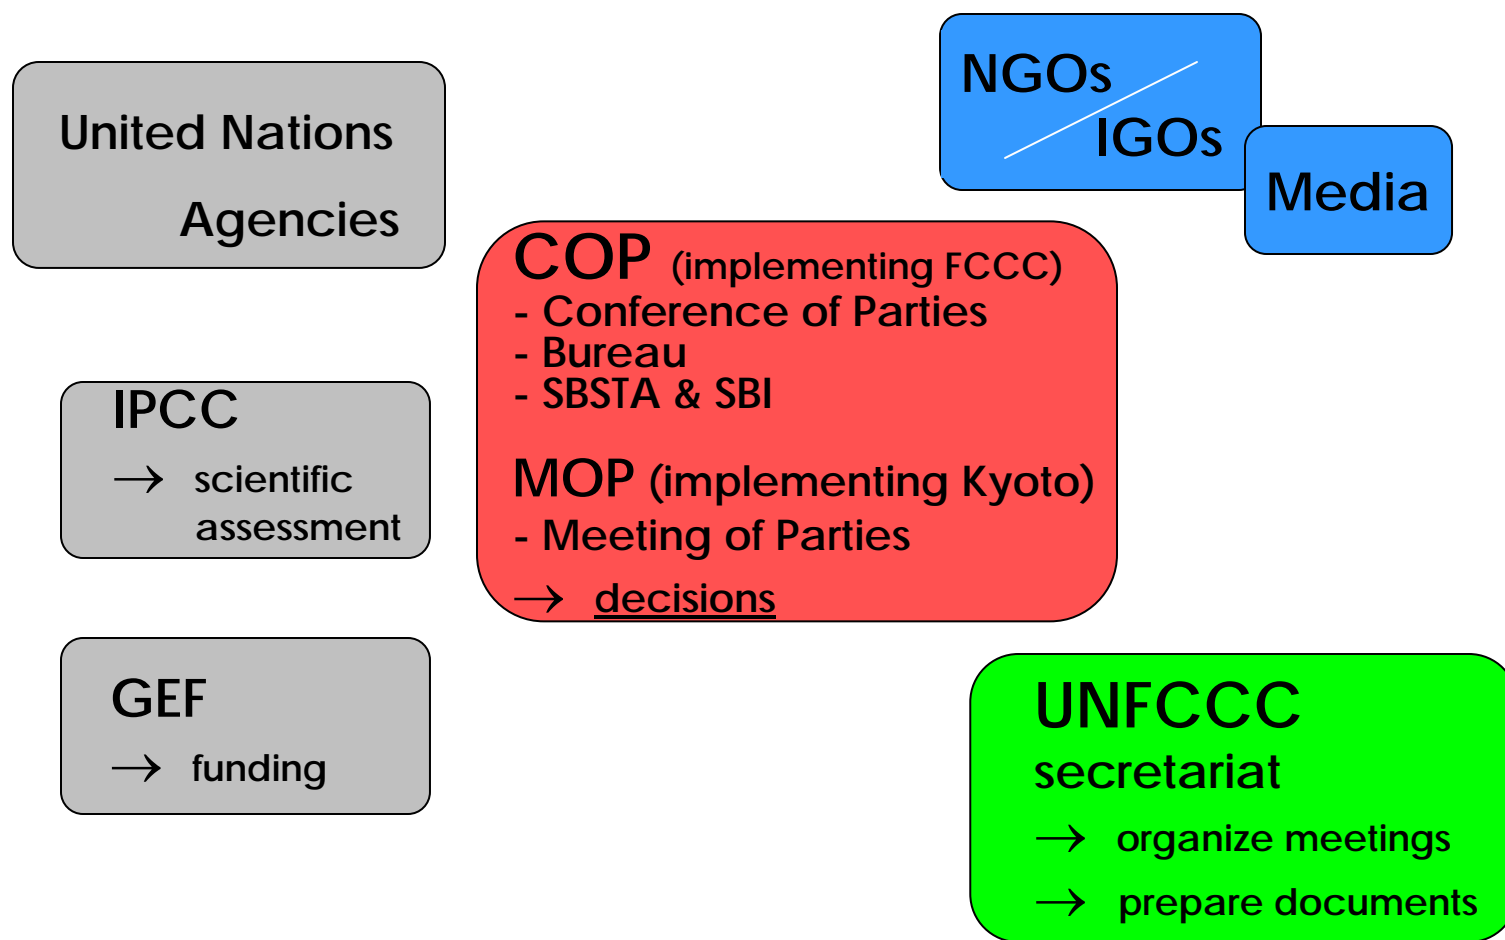 United Nations
Agencies
NGOs
IGOs
Media
COP (implementing FCCC)
- Conference of Parties
- Bureau
- SBSTA & SBI
MOP (implementing Kyoto)
- Meeting of Parties
→ decisions
IPCC
→ scientific
assessment
GEF
→ funding
UNFCCC
secretariat
→ organize meetings
→ prepare documents